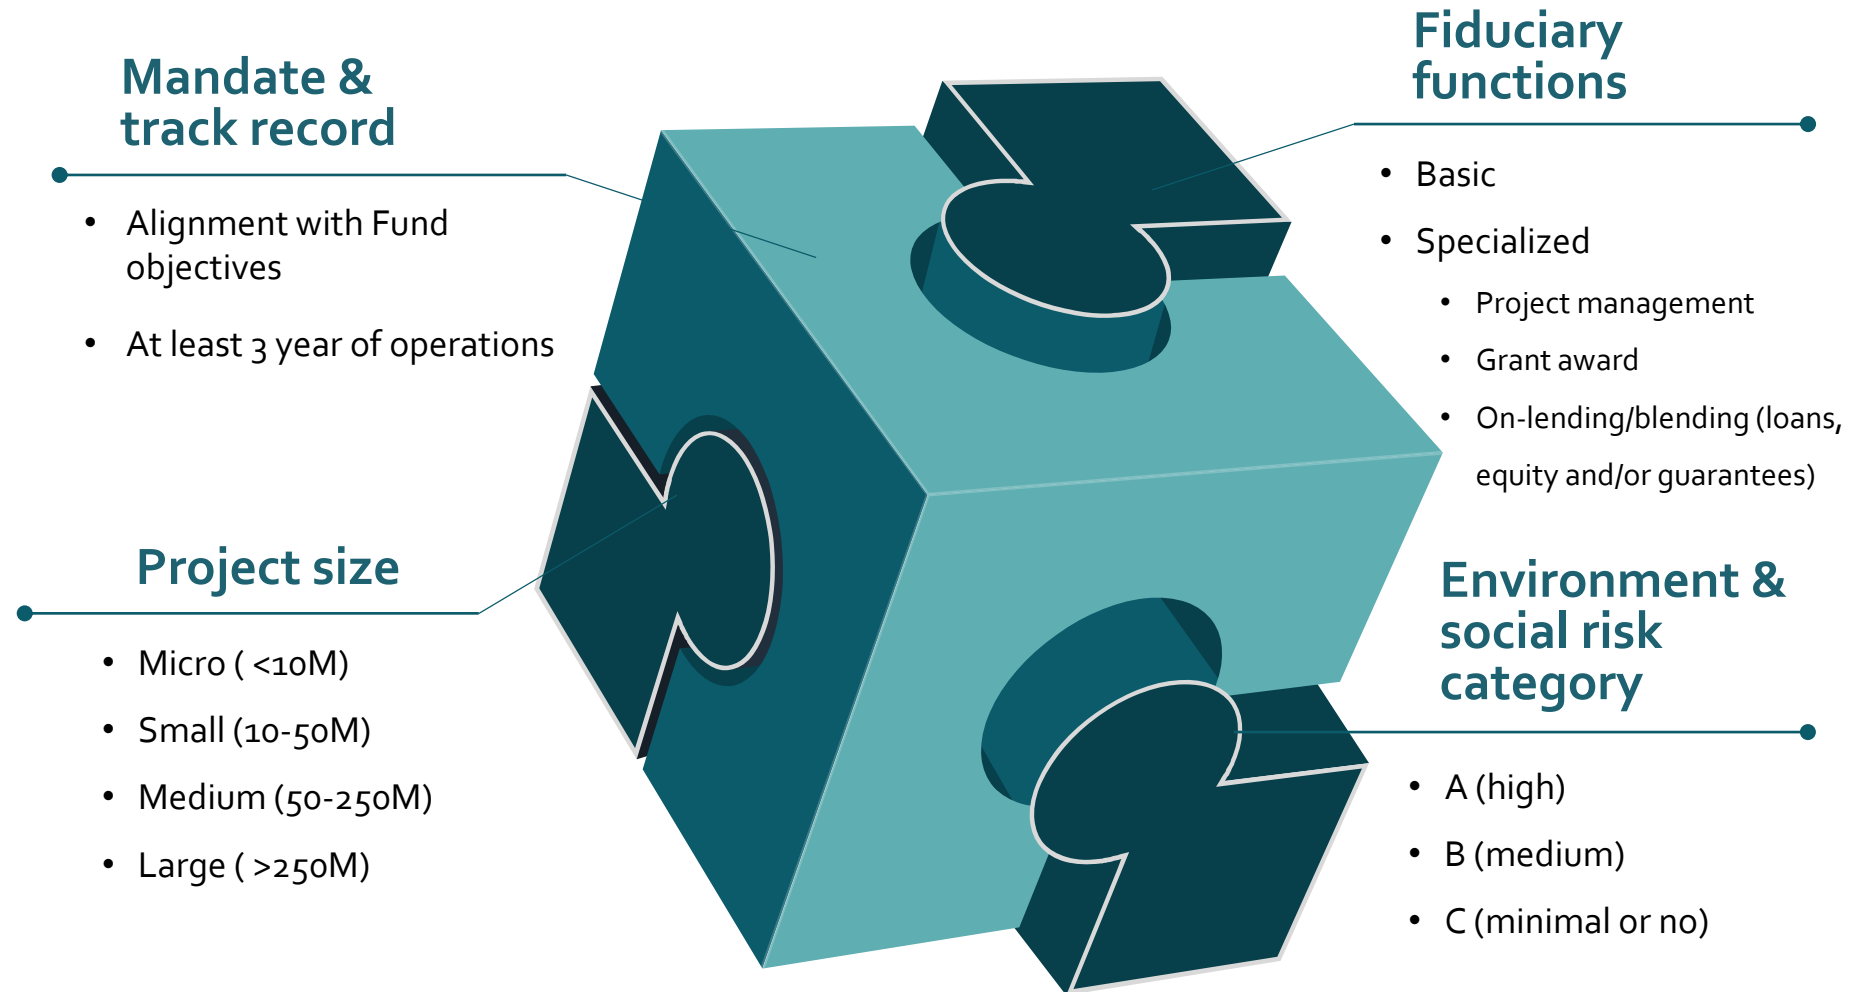 Mandate &
track record
• Alignment with Fund
objectives
• At least 3 year of operations
Project size
• Micro ( <10M)
• Small (10-50M)
• Medium (50-250M)
• Large ( >250M)
Fiduciary
functions
• Basic
• Specialized
• Project management
• Grant award
• On-lending/blending (loans,
equity and/or guarantees)
Environment &
social risk
category
• A (high)
• B (medium)
• C (minimal or no)